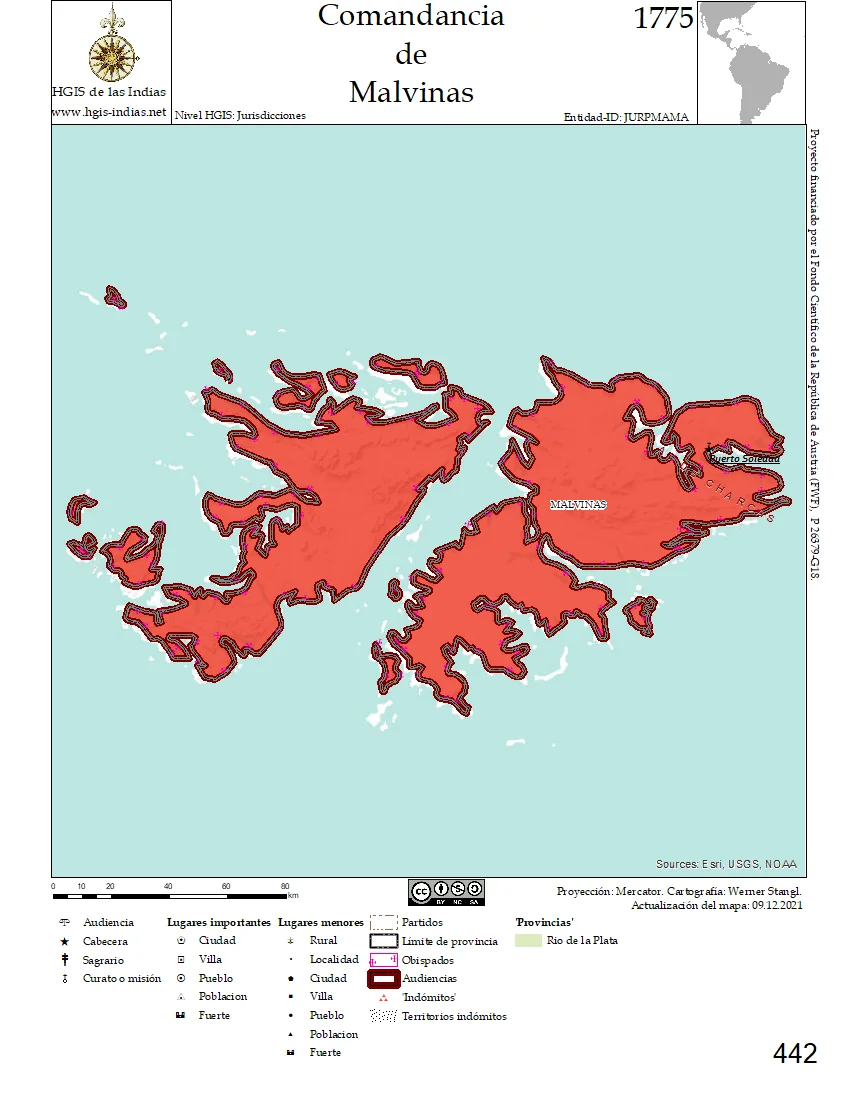 Comandancia
de
Malvinas
1775
HGIS de las Indias
www.hgis-indias.net
Nivel HGIS: Jurisdicciones
Entidad-ID: JURPMAMA
Proyecto financiado por el Fondo Científico de la República de Austria (FWF), P 26379-G18.
Puerto Soledad
CHARCAS
MALVINAS
Sources: Esri, USGS, NOAA
0 10 20 40 60 80
km
Proyección: Mercator. Cartografía: Werner Stangl.
Actualización del mapa: 09.12.2021
BY NC SA
Audiencia
Cabecera
Sagrario
Curato o misión
Lugares importantes
Ciudad
Villa
Pueblo
Poblacion
Fuerte
Lugares menores
Rural
Localidad
Ciudad
Villa
Pueblo
Poblacion
Fuerte
Partidos
Límite de provincia
Obispados
Audiencias
'Indómitos'
Territorios indómitos
'Provincias'
Rio de la Plata
442